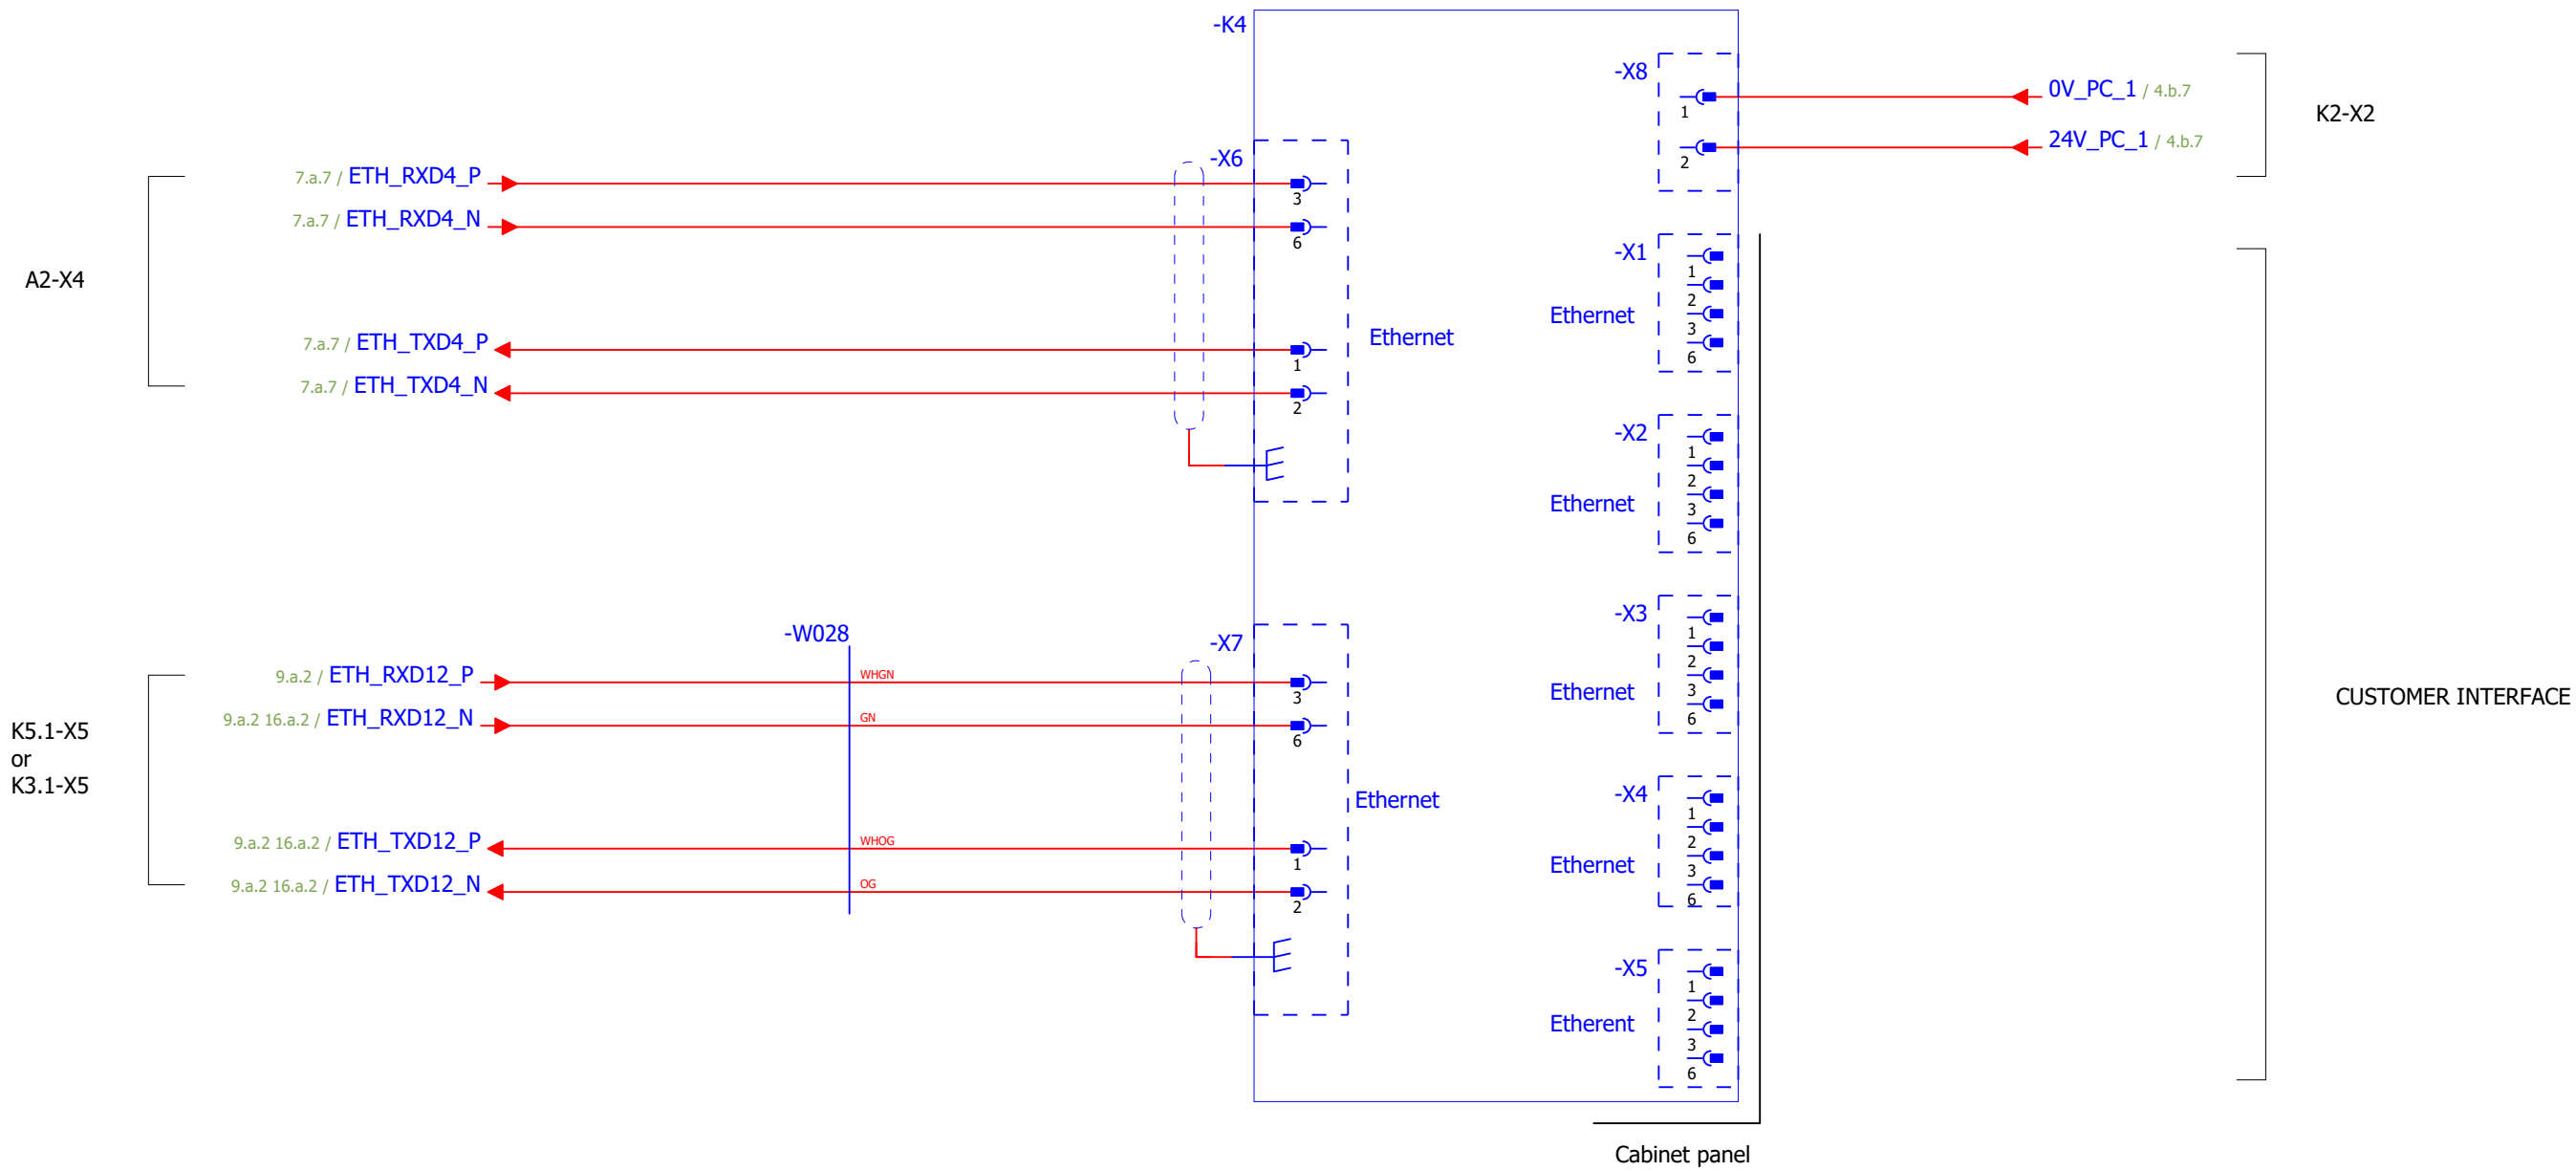 -K4
-X8
1
2
0V_PC_1 / 4.b.7
24V_PC_1 / 4.b.7
K2-X2
A2-X4
7.a.7 / ETH_RXD4_P
7.a.7 / ETH_RXD4_N
7.a.7 / ETH_TXD4_P
7.a.7 / ETH_TXD4_N
-X6
3
6
1
2
Ethernet
-X1
Ethernet
1
2
3
6
-X2
Ethernet
1
2
3
6
-X3
Ethernet
1
2
3
6
-X4
Ethernet
1
2
3
6
-X5
Etherent
1
2
3
6
CUSTOMER INTERFACE
K5.1-X5
or
K3.1-X5
9.a.2 / ETH_RXD12_P
9.a.2 16.a.2 / ETH_RXD12_N
9.a.2 16.a.2 / ETH_TXD12_P
9.a.2 16.a.2 / ETH_TXD12_N
-W028
WHGN
GN
WHOG
OG
-X7
3
6
1
2
Ethernet
Cabinet panel